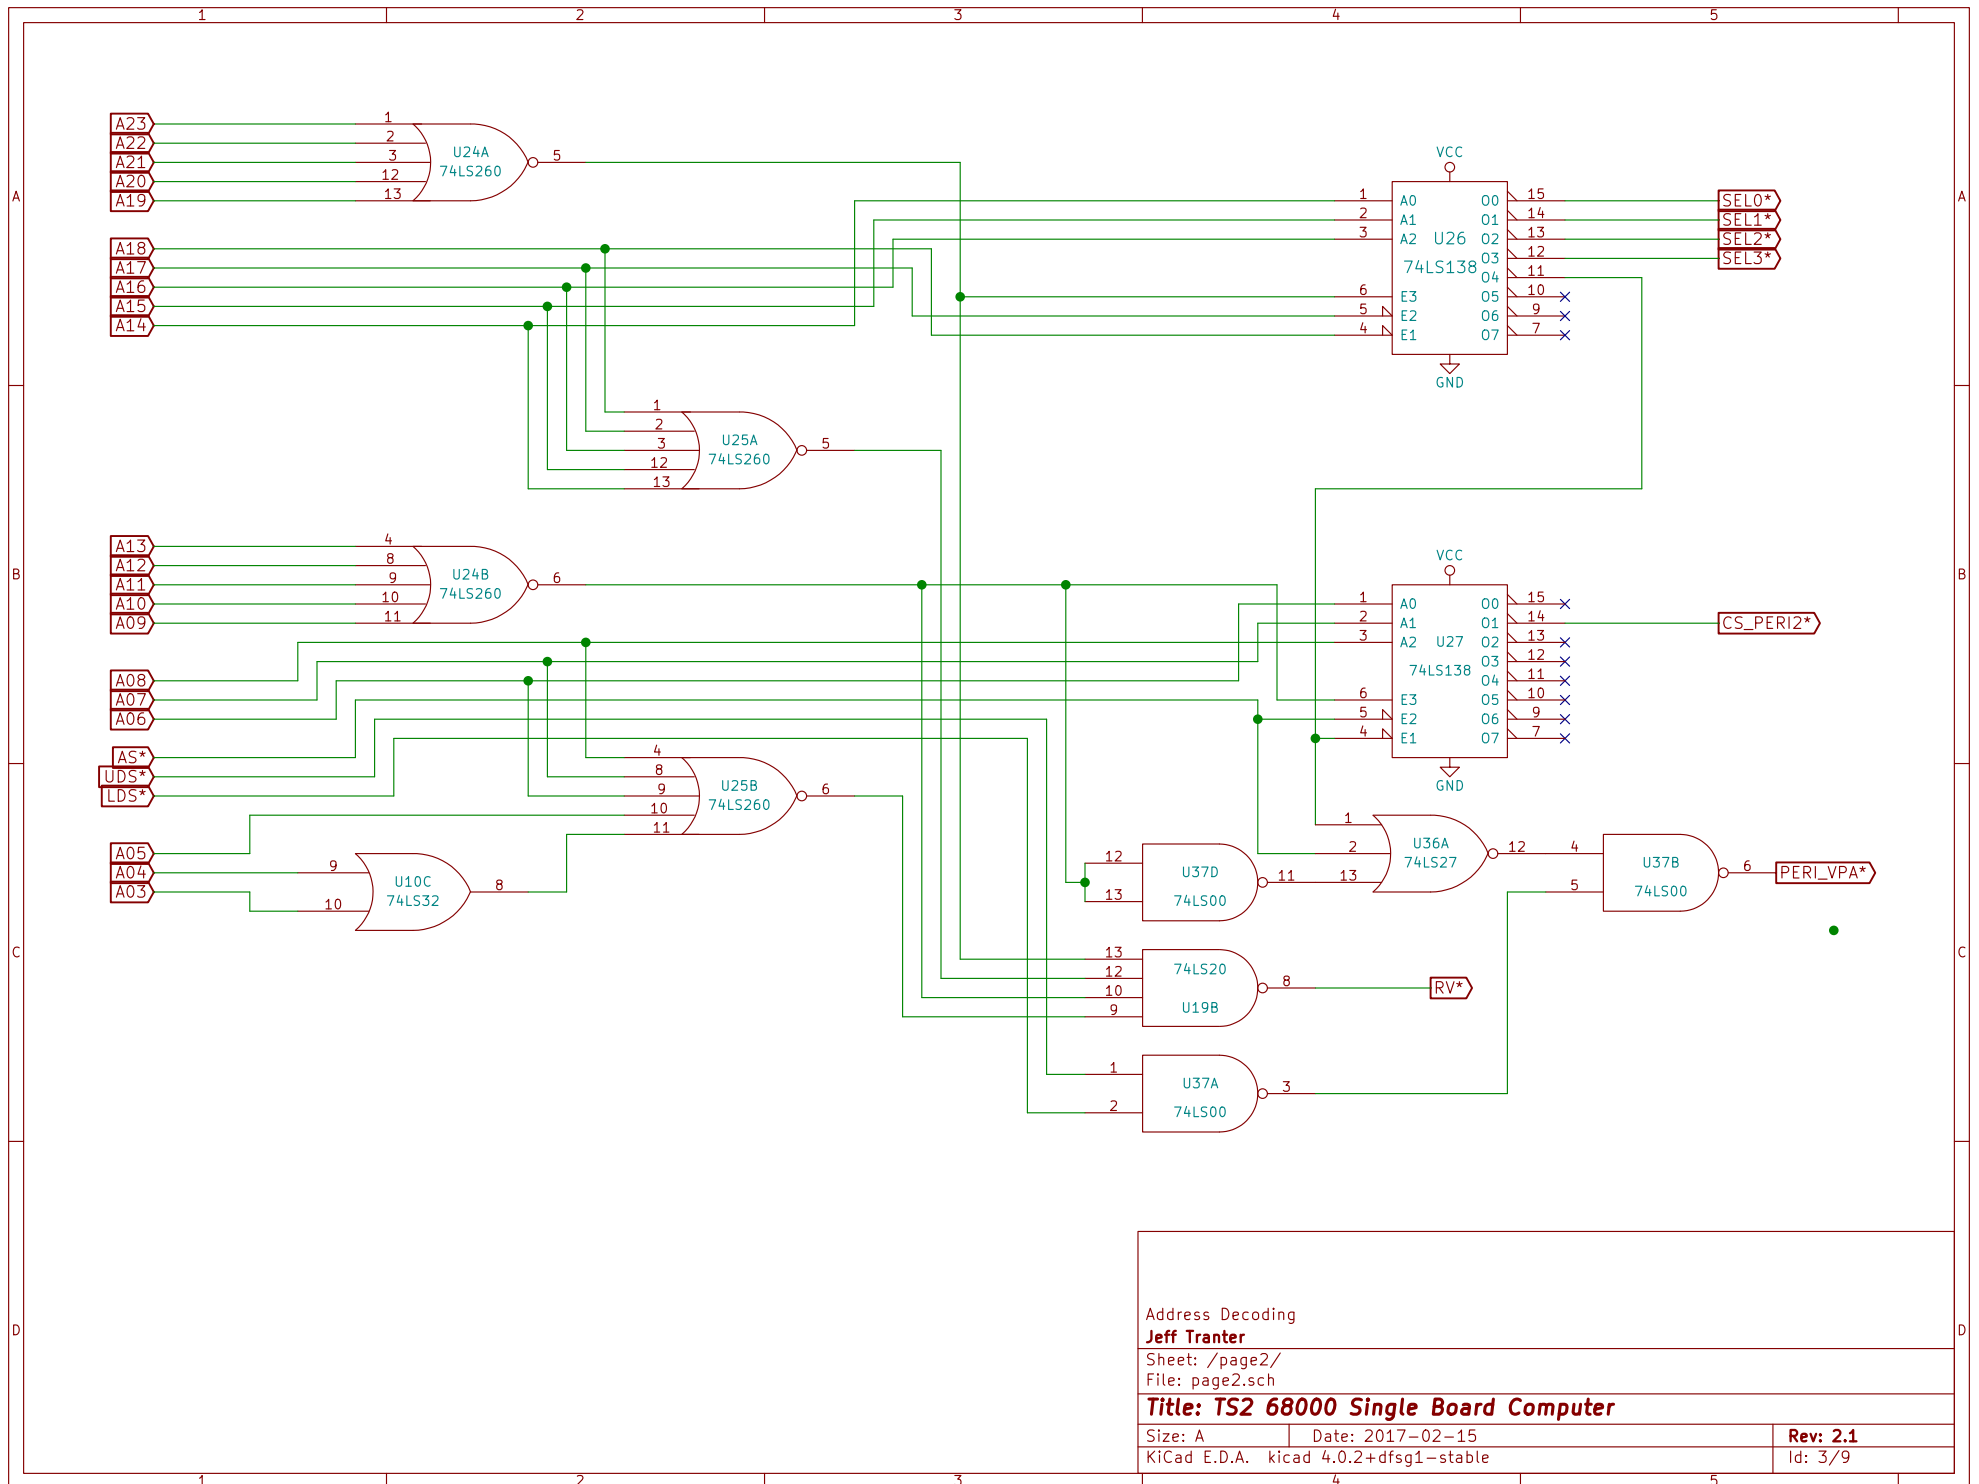 1 2 3 4 5
A
A
B
B
C
C
D
D
A23
A22
A21
A20
A19
1
2
3
12
13
U24A
74LS260
5
A18
A17
A16
A15
A14
VCC
1 A0 O0 15 SEL0*
2 A1 O1 14 SEL1*
3 A2 U26 O2 13 SEL2*
O3 12 SEL3*
74LS138
O4 11
6 E3 O5 10
5 E2 O6 9
4 E1 O7 7
GND
1
2
3
12
13
U25A
74LS260
5
A13
A12
A11
A10
A09
4
8
9
10
11
U24B
74LS260
6
VCC
1 A0 O0 15
2 A1 O1 14 CS_PERI2*
3 A2 U27 O2 13
O3 12
74LS138
O4 11
6 E3 O5 10
5 E2 O6 9
4 E1 O7 7
GND
A08
A07
A06
AS*
UDS*
LDS*
4
8
9
10
11
U25B
74LS260
6
A05
A04
A03
9
10
U10C
74LS32
8
12
13
U37D
74LS00
11
1
2
13
U36A
74LS27
12
4
5
U37B
74LS00
6
PERI_VPA*
13
12
10
9
74LS20
U19B
8
RV*
1
2
U37A
74LS00
3
Address Decoding
Jeff Tranter
Sheet: /page2/
File: page2.sch
Title: TS2 68000 Single Board Computer
Size: A Date: 2017-02-15 Rev: 2.1
KiCad E.D.A. kicad 4.0.2+dfsg1-stable Id: 3/9
1 2 3 4 5